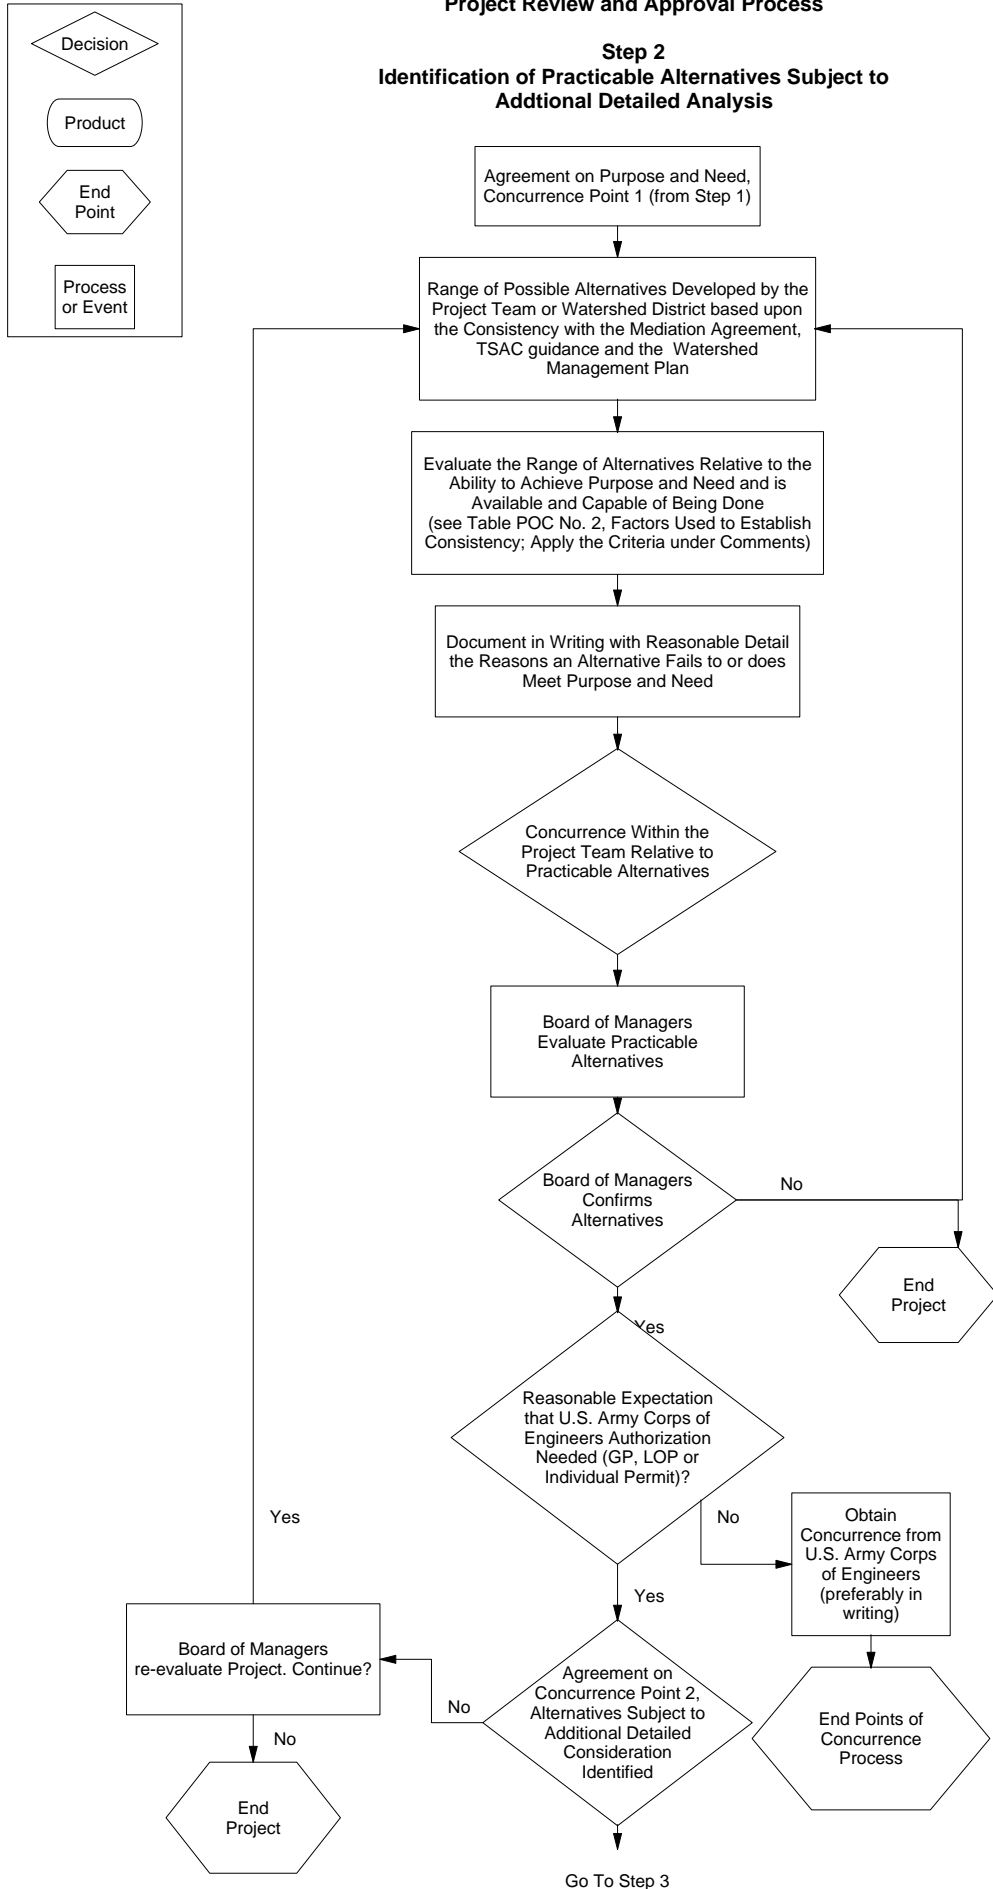 Project Review and Approval Process
Step 2
Identification of Practicable Alternatives Subject to
Addtional Detailed Analysis
Decision
Product
End
Point
Process
or Event
Agreement on Purpose and Need,
Concurrence Point 1 (from Step 1)
Range of Possible Alternatives Developed by the
Project Team or Watershed District based upon
the Consistency with the Mediation Agreement,
TSAC guidance and the Watershed
Management Plan
Evaluate the Range of Alternatives Relative to the
Ability to Achieve Purpose and Need and is
Available and Capable of Being Done
(see Table POC No. 2, Factors Used to Establish
Consistency; Apply the Criteria under Comments)
Document in Writing with Reasonable Detail
the Reasons an Alternative Fails to or does
Meet Purpose and Need
Concurrence Within the
Project Team Relative to
Practicable Alternatives
Board of Managers
Evaluate Practicable
Alternatives
Board of Managers
Confirms
Alternatives
No
End
Project
Yes
Reasonable Expectation
that U.S. Army Corps of
Engineers Authorization
Needed (GP, LOP or
Individual Permit)?
No
Obtain
Concurrence from
U.S. Army Corps
of Engineers
(preferably in
writing)
End Points of
Concurrence
Process
Yes
Agreement on
Concurrence Point 2,
Alternatives Subject to
Additional Detailed
Consideration
Identified
No
Board of Managers
re-evaluate Project. Continue?
Yes
No
End
Project
Go To Step 3